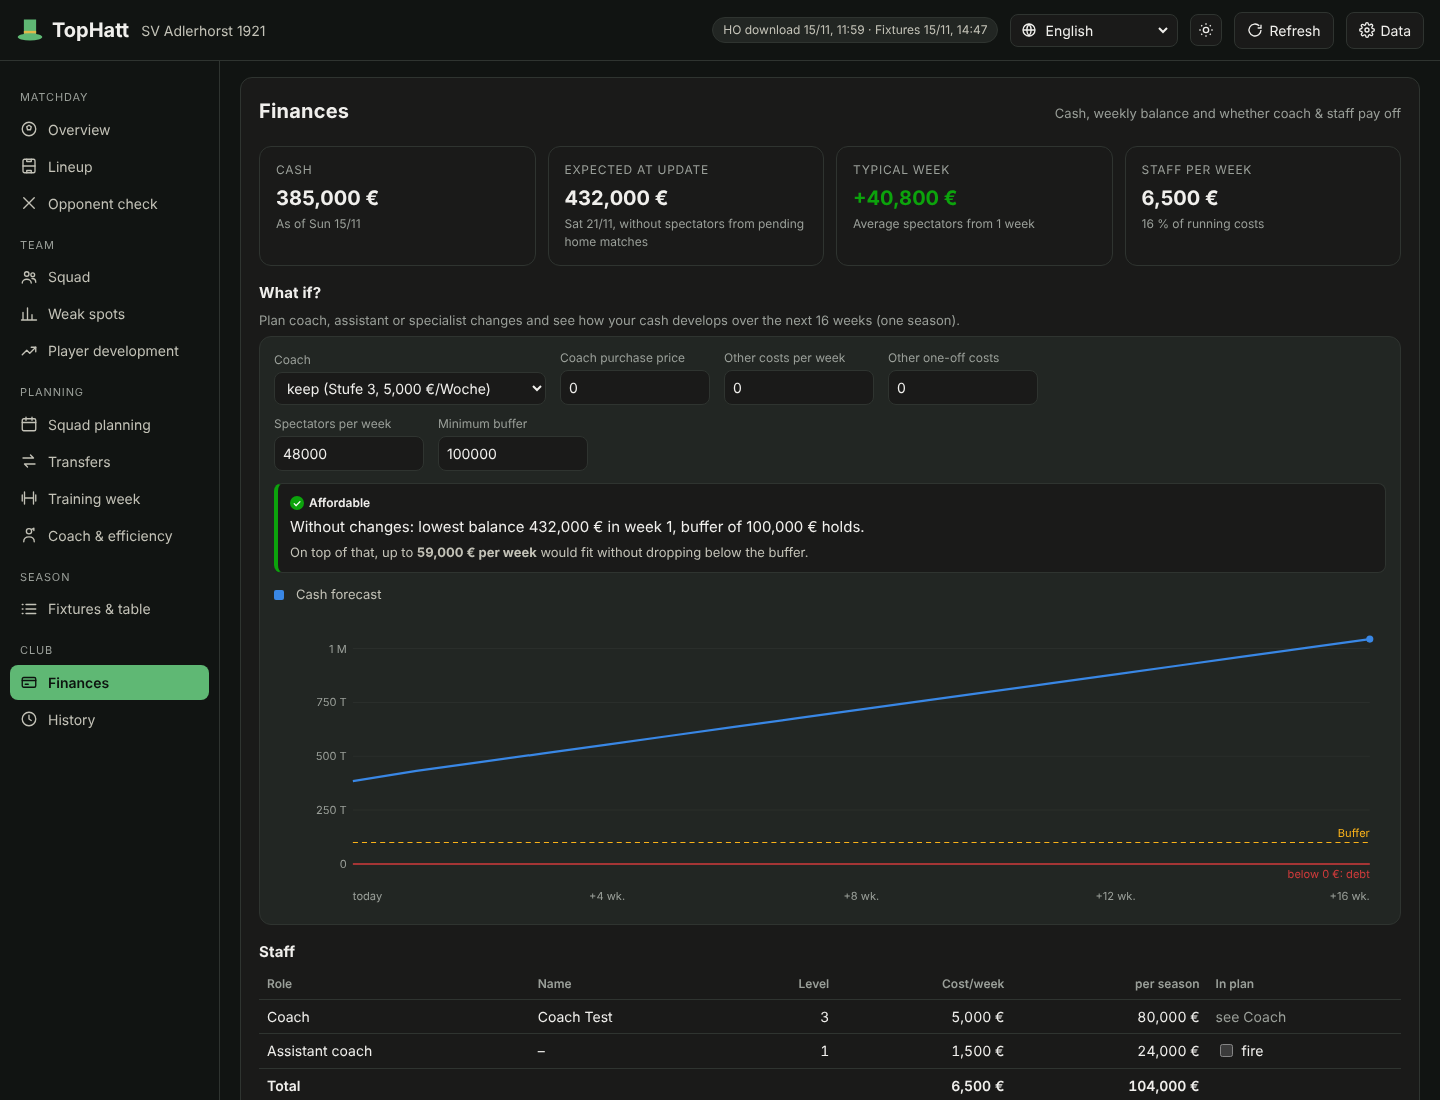 TopHatt SV Adlerhorst 1921
HO download 15/11, 11:59 · Fixtures 15/11, 14:47
English
Refresh
Data
MATCHDAY
Overview
Lineup
Opponent check
TEAM
Squad
Weak spots
Player development
PLANNING
Squad planning
Transfers
Training week
Coach & efficiency
SEASON
Fixtures & table
CLUB
Finances
History
Finances
Cash, weekly balance and whether coach & staff pay off
CASH
385,000 €
As of Sun 15/11
EXPECTED AT UPDATE
432,000 €
Sat 21/11, without spectators from pending
home matches
TYPICAL WEEK
+40,800 €
Average spectators from 1 week
STAFF PER WEEK
6,500 €
16 % of running costs
What if?
Plan coach, assistant or specialist changes and see how your cash develops over the next 16 weeks (one season).
Coach
keep (Stufe 3, 5,000 €/Woche)
Coach purchase price
0
Other costs per week
0
Other one-off costs
0
Spectators per week
48000
Minimum buffer
100000
Affordable
Without changes: lowest balance 432,000 € in week 1, buffer of 100,000 € holds.
On top of that, up to 59,000 € per week would fit without dropping below the buffer.
Cash forecast
1 M
750 T
500 T
250 T
Buffer
0
below 0 €: debt
today +4 wk. +8 wk. +12 wk. +16 wk.
Staff
Role Name Level Cost/week per season In plan
Coach Coach Test 3 5,000 € 80,000 € see Coach
Assistant coach – 1 1,500 € 24,000 € fire
Total 6,500 € 104,000 €